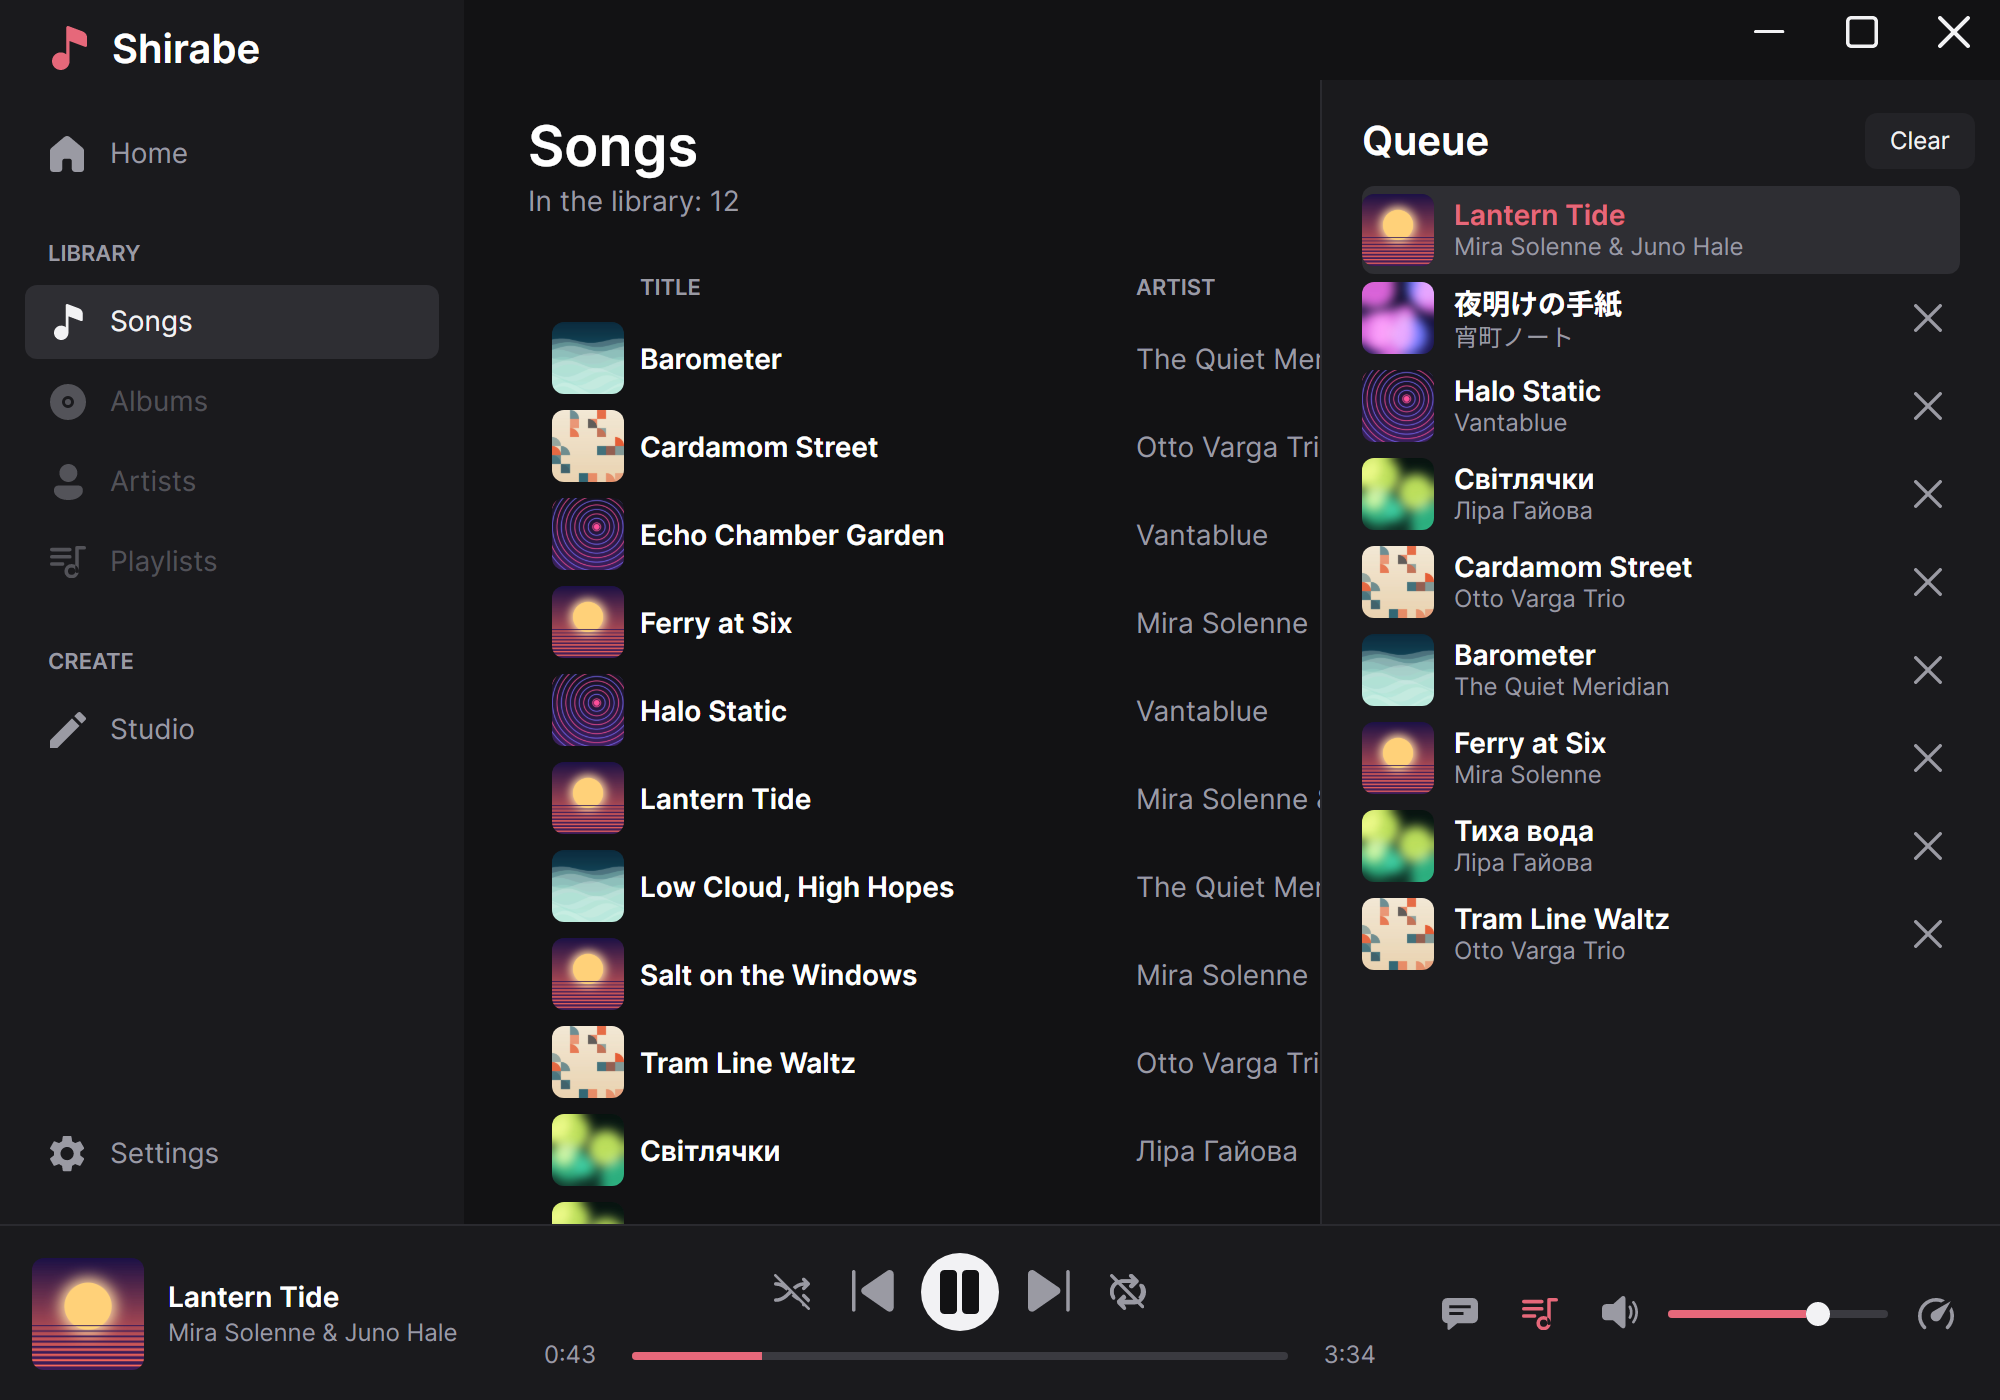 Shirabe
Home
LIBRARY
Songs
Albums
Artists
Playlists
CREATE
Studio
Settings
Songs
In the library: 12
TITLE
ARTIST
Barometer
The Quiet Mer
Cardamom Street
Otto Varga Tri
Echo Chamber Garden
Vantablue
Ferry at Six
Mira Solenne
Halo Static
Vantablue
Lantern Tide
Mira Solenne &
Low Cloud, High Hopes
The Quiet Mer
Salt on the Windows
Mira Solenne
Tram Line Waltz
Otto Varga Tri
Світлячки
Ліра Гайова
Queue
Clear
Lantern Tide
Mira Solenne & Juno Hale
夜明けの手紙
宵町ノート
Halo Static
Vantablue
Світлячки
Ліра Гайова
Cardamom Street
Otto Varga Trio
Barometer
The Quiet Meridian
Ferry at Six
Mira Solenne
Тиха вода
Ліра Гайова
Tram Line Waltz
Otto Varga Trio
Lantern Tide
Mira Solenne & Juno Hale
0:43
3:34